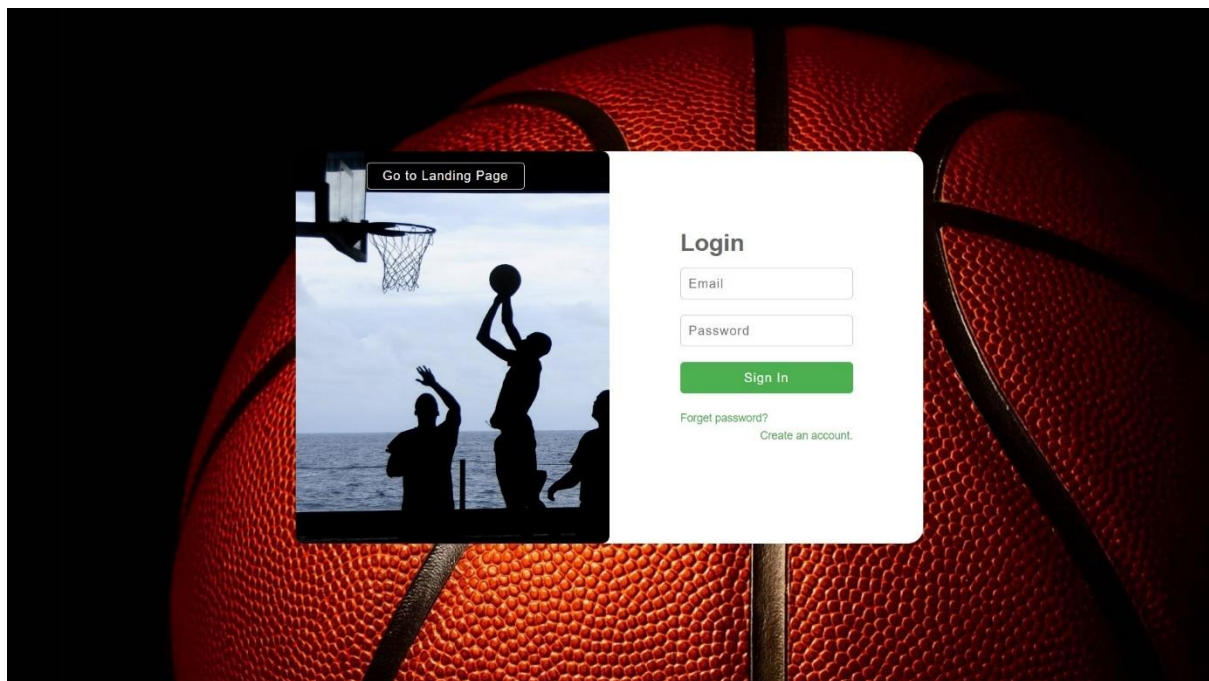 Go to Landing Page
Login
Email
Password
Sign In
Forget password?
Create an account.